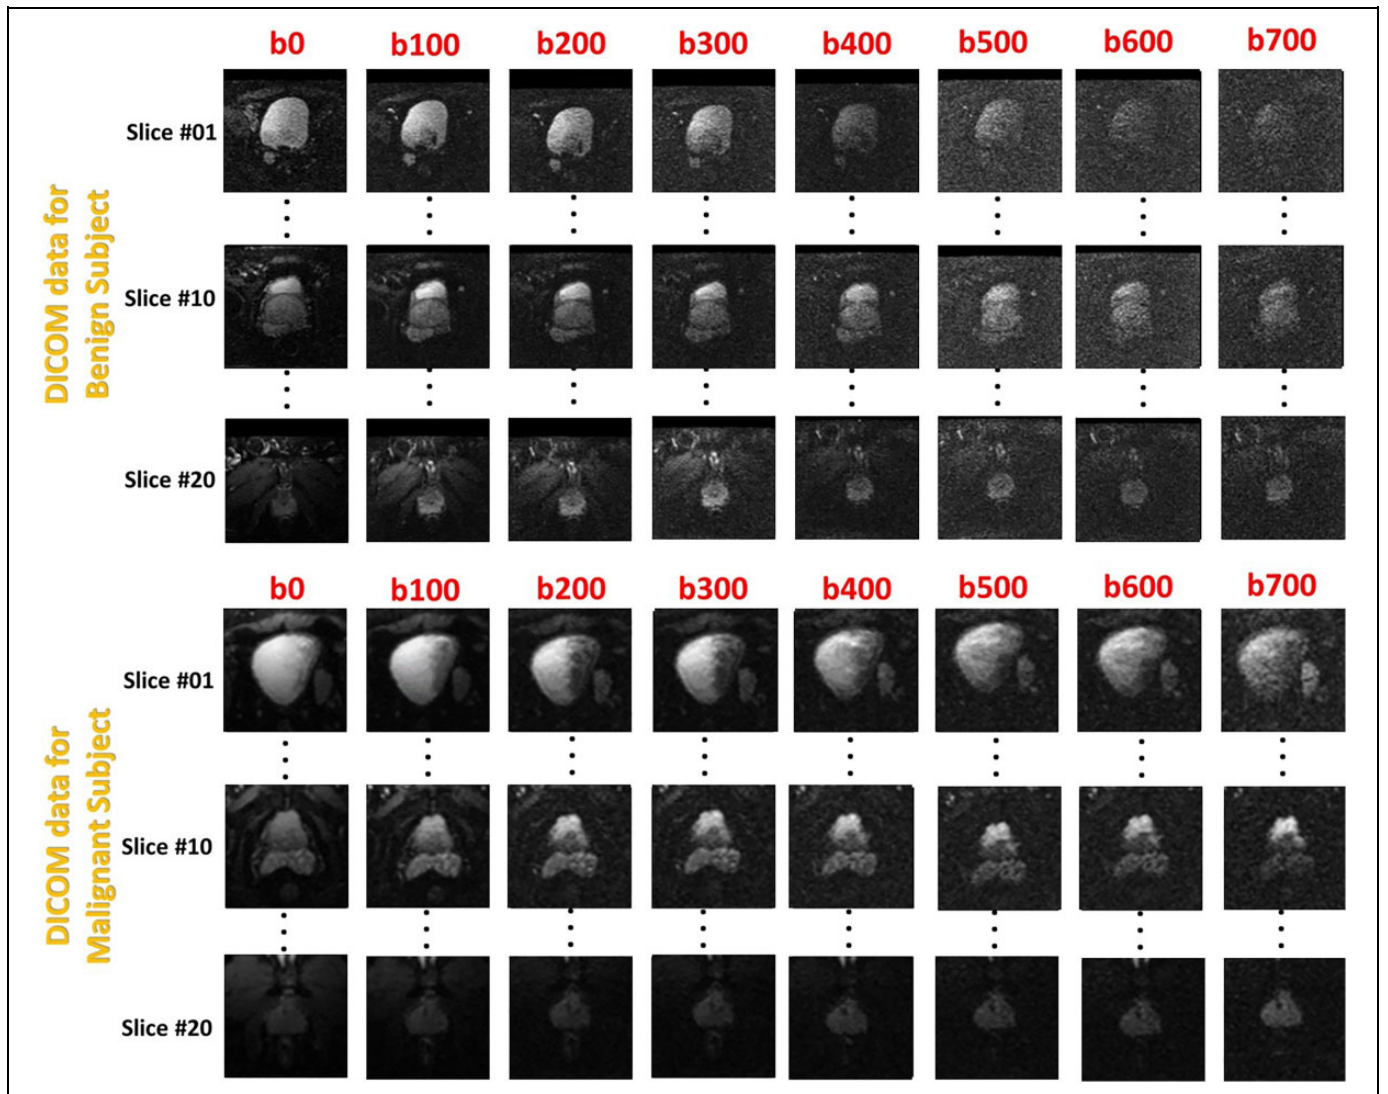 b0 b100 b200 b300 b400 b500 b600 b700
Slice #01
DICOM data for
Benign Subject
Slice #10
Slice #20
b0 b100 b200 b300 b400 b500 b600 b700
Slice #01
DICOM data for
Malignant Subject
Slice #10
Slice #20